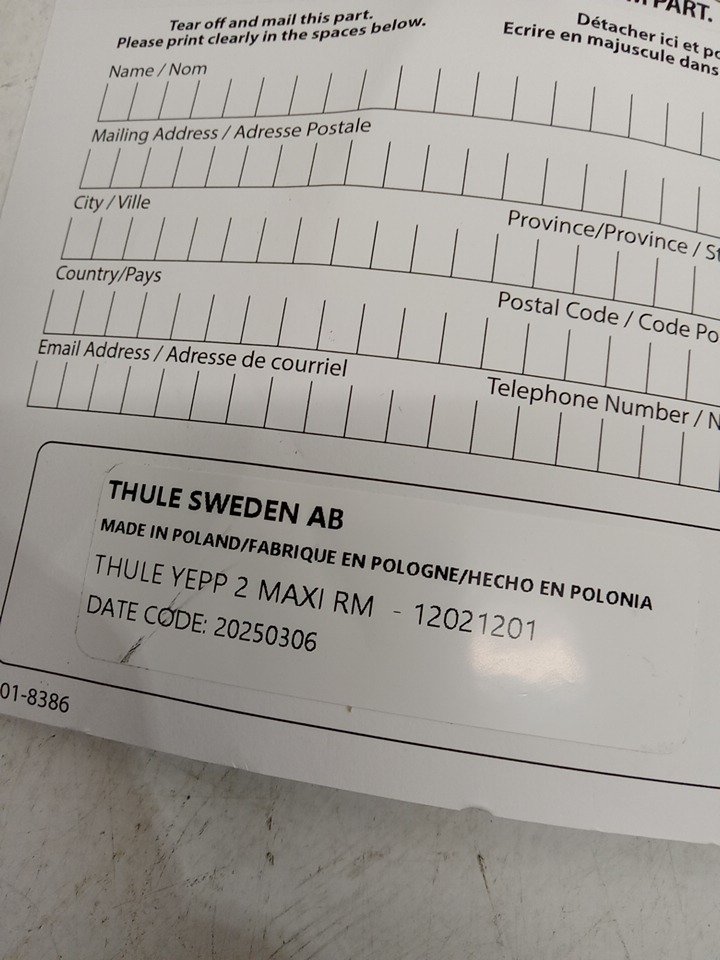 PART.
Tear off and mail this part.
Please print clearly in the spaces below.
Détacher ici et
Ecrire en majuscule dans
Name / Nom
Mailing Address / Adresse Postale
City / Ville
Province/Province /
Country/Pays
Postal Code / Code
Email Address / Adresse de courriel
Telephone Number /
THULE SWEDEN AB
MADE IN POLAND/FABRIQUE EN POLOGNE/HECHO EN POLONIA
THULE YEPP 2 MAXI RM - 12021201
DATE CODE: 20250306
01-8386